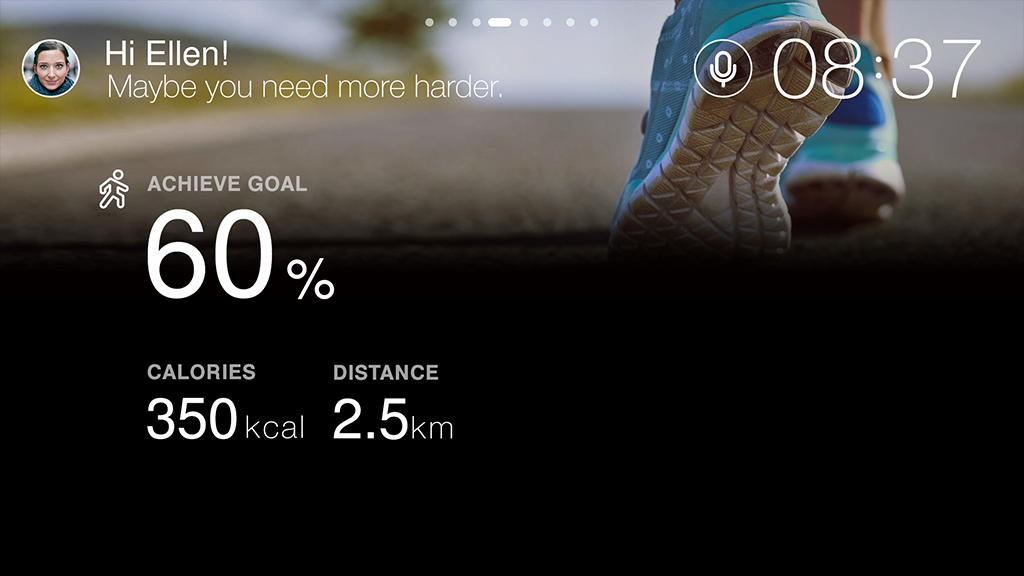 Hi Ellen!
Maybe you need more harder.
08:37
ACHIEVE GOAL
60 %
CALORIES DISTANCE
350 kcal 2.5km